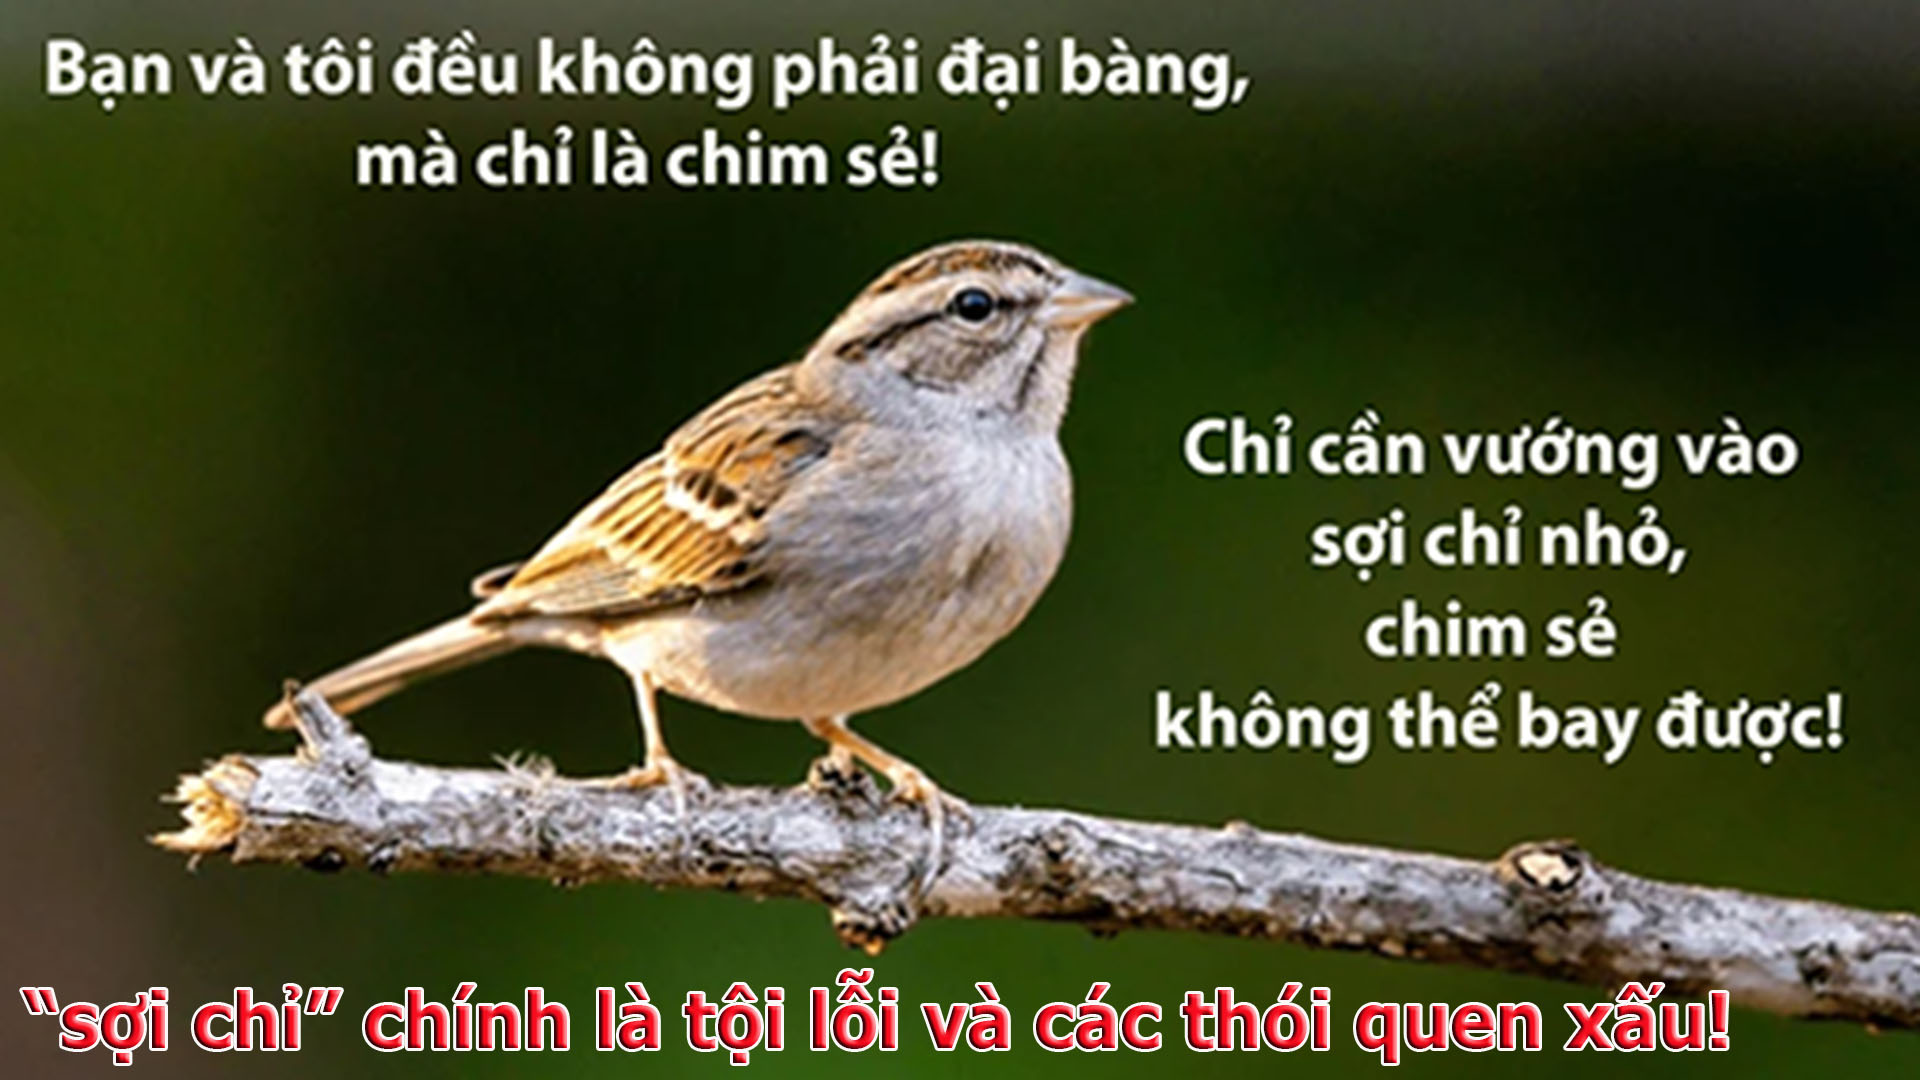 Bạn và tôi đều không phải đại bàng,
mà chỉ là chim sẻ!
Chỉ cần vướng vào
sợi chỉ nhỏ,
chim sẻ
không thể bay được!
“sợi chỉ” chính là tội lỗi và các thói quen xấu!